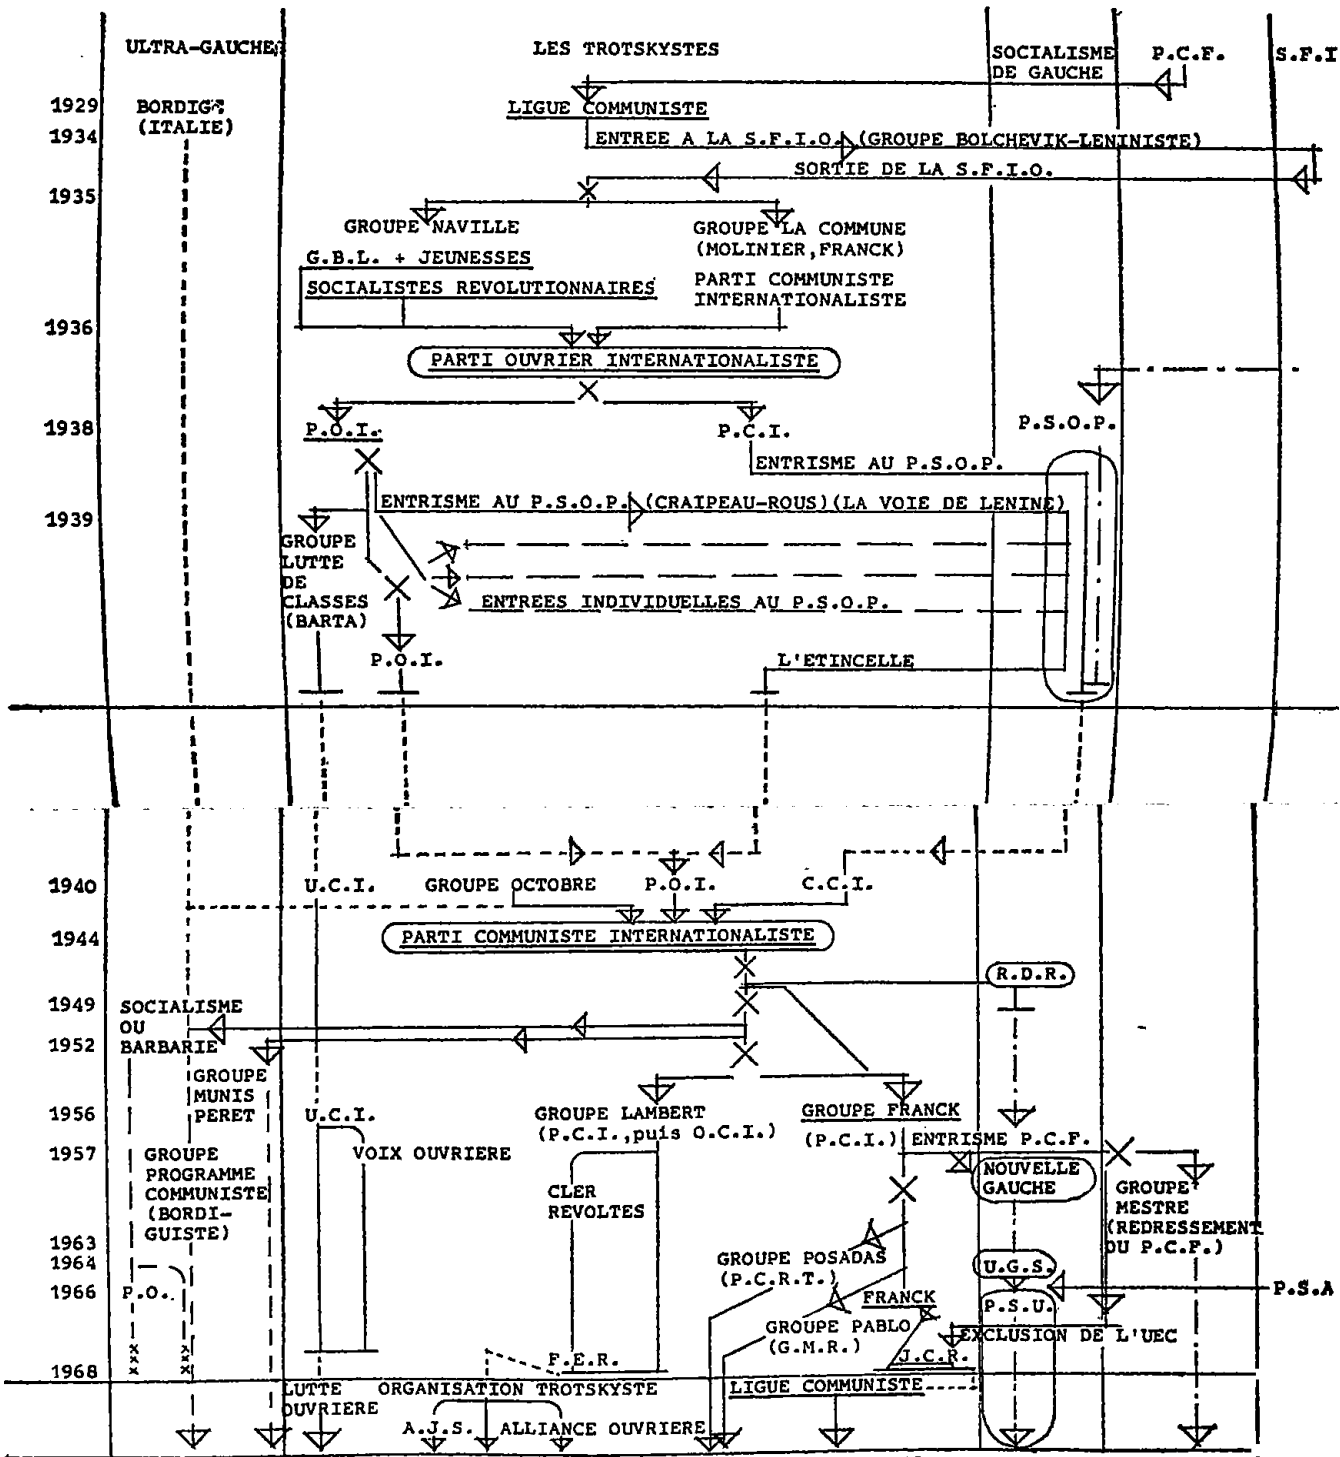 ULTRA-GAUCHE
LES TROTSKYSTES
SOCIALISME
DE GAUCHE
P.C.F.
S.F.I
1929
BORDIGA
(ITALIE)
LIGUE COMMUNISTE
1934
ENTREE A LA S.F.I.O. (GROUPE BOLCHEVIK-LENINISTE)
SORTIE DE LA S.F.I.O.
1935
GROUPE NAVILLE
GROUPE LA COMMUNE
(MOLINIER,FRANCK)
G.B.L. + JEUNESSES
SOCIALISTES REVOLUTIONNAIRES
PARTI COMMUNISTE
INTERNATIONALISTE
1936
PARTI OUVRIER INTERNATIONALISTE
1938
P.O.I.
P.C.I.
P.S.O.P.
ENTRISME AU P.S.O.P.
ENTRISME AU P.S.O.P. (CRAIPEAU-ROUS)(LA VOIE DE LENINE)
1939
GROUPE
LUTTE
DE
CLASSES
(BARTA)
ENTREES INDIVIDUELLES AU P.S.O.P.
P.O.I.
L'ETINCELLE
1940
U.C.I.
GROUPE OCTOBRE
P.O.I.
C.C.I.
1944
PARTI COMMUNISTE INTERNATIONALISTE
R.D.R.
1949
SOCIALISME
OU
BARBARIE
1952
GROUPE
MUNIS
PERET
1956
U.C.I.
GROUPE LAMBERT
(P.C.I.,puis O.C.I.)
GROUPE FRANCK
(P.C.I.)
ENTRISME P.C.F.
1957
GROUPE
PROGRAMME
COMMUNISTE
(BORDI-
GUISTE)
VOIX OUVRIERE
CLER
REVOLTES
NOUVELLE
GAUCHE
GROUPE
MESTRE
(REDRESSEMENT
DU P.C.F.)
1963
GROUPE POSADAS
(P.C.R.T.)
1964
U.G.S.
1966
P.O.
FRANCK
P.S.U.
P.S.A
GROUPE PABLO
(G.M.R.)
EXCLUSION DE L'UEC
J.C.R.
1968
F.E.R.
LUTTE
OUVRIERE
ORGANISATION TROTSKYSTE
LIGUE COMMUNISTE
A.J.S.
ALLIANCE OUVRIERE